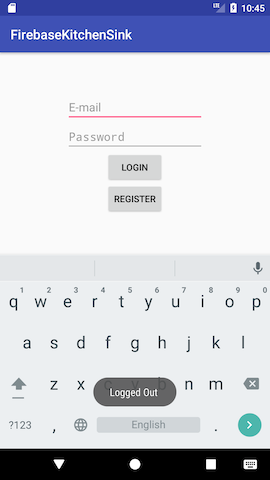 LTE 10:45
FirebaseKitchenSink
E-mail
Password
LOGIN
REGISTER
1 2 3 4 5 6 7 8 9 0
q w e r t y u i o p
a s d f g h j k l
z x c v b n m
Logged Out
?123 , English .